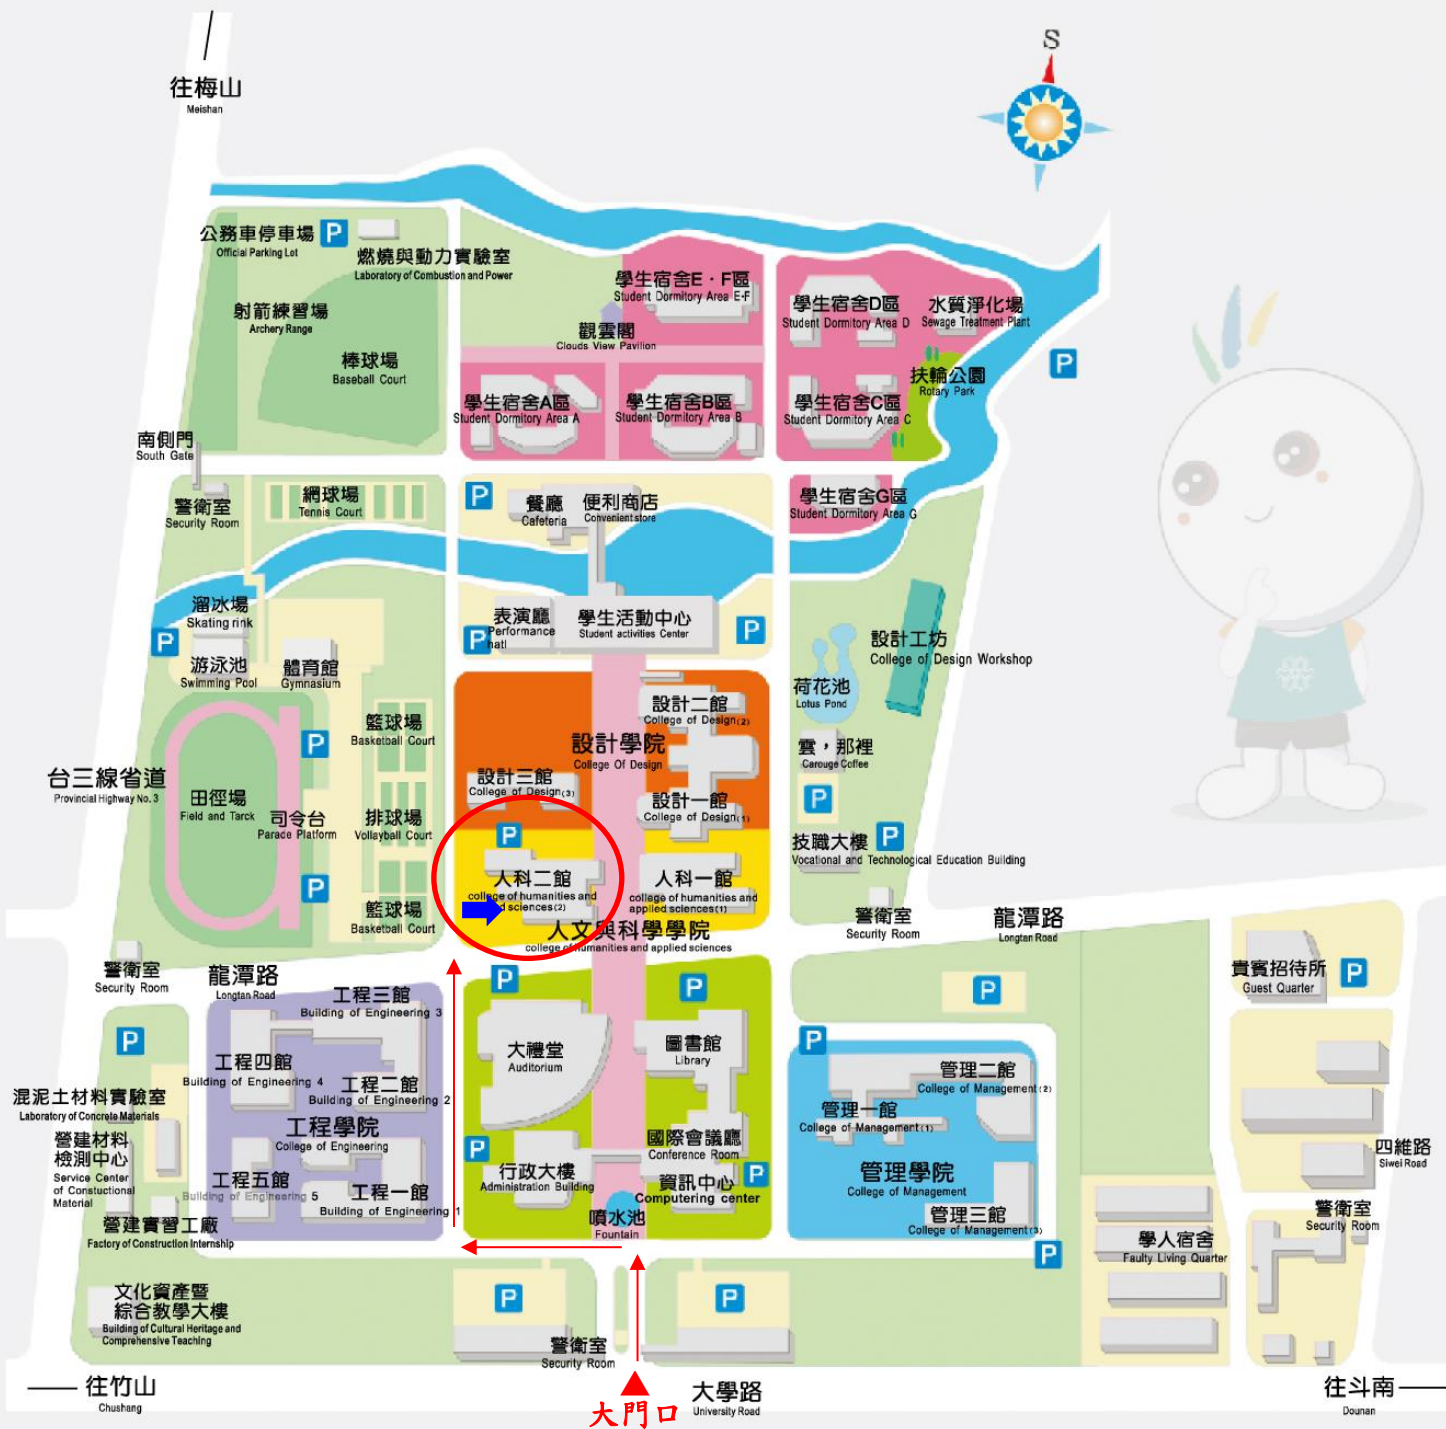 S
往梅山
Meishan
公務車停車場
Official Parking Lot
P
燃燒與動力實驗室
Laboratory of Combustion and Power
射箭練習場
Archery Range
棒球場
Baseball Court
學生宿舍E·F區
Student Dormitory Area E·F
觀雲閣
Clouds View Pavilion
學生宿舍D區
Student Dormitory Area D
水質淨化場
Sewage Treatment Plant
P
扶輪公園
Rotary Park
學生宿舍A區
Student Dormitory Area A
學生宿舍B區
Student Dormitory Area B
學生宿舍C區
Student Dormitory Area C
南側門
South Gate
警衛室
Security Room
網球場
Tennis Court
P
餐廳
Cafeteria
便利商店
Convenient store
學生宿舍G區
Student Dormitory Area G
溜冰場
Skating rink
P
游泳池
Swimming Pool
體育館
Gymnasium
表演廳
Performance
hatl
P
學生活動中心
Student activities Center
P
設計工坊
College of Design Workshop
荷花池
Lotus Pond
籃球場
Basketball Court
P
設計二館
College of Design(2)
設計學院
College Of Design
雲，那裡
Carouge Coffee
P
台三線省道
Provincial Highway No. 3
田徑場
Field and Tarck
司令台
Parade Platform
排球場
Vollayball Court
設計三館
College of Design(3)
設計一館
College of Design(1)
技職大樓
P
Vocational and Technological Education Building
P
人科二館
college of humanities and
d sciences(2)
人科一館
college of humanities and
applied sciences(1)
P
籃球場
Basketball Court
人文與科學學院
college of humanities and applied sciences
警衛室
Security Room
龍潭路
Longtan Road
警衛室
Security Room
龍潭路
Longtan Road
工程三館
Building of Engineering 3
P
P
P
貴賓招待所
Guest Quarter
P
P
工程四館
Building of Engineering 4
工程二館
Building of Engineering 2
大禮堂
Auditorium
圖書館
Library
P
管理二館
College of Management(2)
管理一館
College of Management(1)
混泥土材料實驗室
Laboratory of Concrete Materials
營建材料
檢測中心
Service Center
of Constuctional
Material
工程學院
College of Engineering
P
國際會議廳
Conference Room
四維路
Siwei Road
工程五館
Building of Engineering 5
工程一館
Building of Engineering 1
行政大樓
Administration Building
資訊中心
Computering center
P
管理學院
College of Management
營建實習工廠
Factory of Construction Internship
噴水池
Fountain
管理三館
College of Management(3)
P
學人宿舍
Faulty Living Quarter
警衛室
Security Room
文化資產暨
綜合教學大樓
Building of Cultural Heritage and
Comprehensive Teaching
P
P
警衛室
Security Room
往竹山
Chushang
大門口
大學路
University Road
往斗南
Dounan